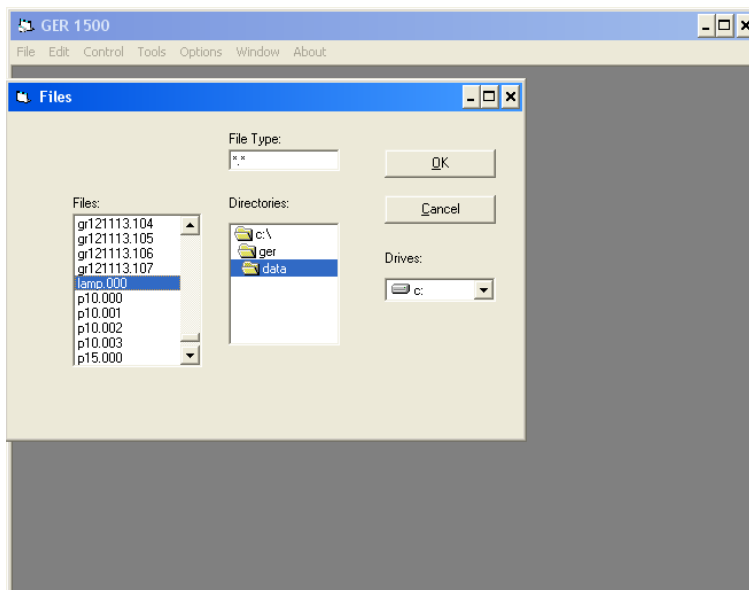 GER 1500
File Edit Control Tools Options Window About
Files
File Type:
*.*
OK
Cancel
Files:
gr121113.104
gr121113.105
gr121113.106
gr121113.107
lamp.000
p10.000
p10.001
p10.002
p10.003
p15.000
Directories:
c:\
ger
data
Drives:
c: